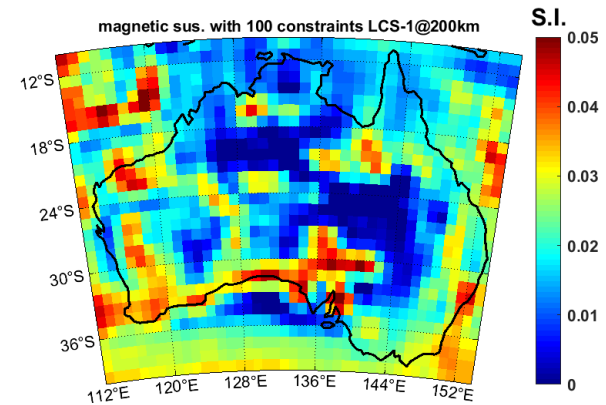 magnetic sus. with 100 constraints LCS-1@200km
S.I.
0.05
0.04
0.03
0.02
0.01
0
12°S
18°S
24°S
30°S
36°S
112°E 120°E 128°E 136°E 144°E 152°E